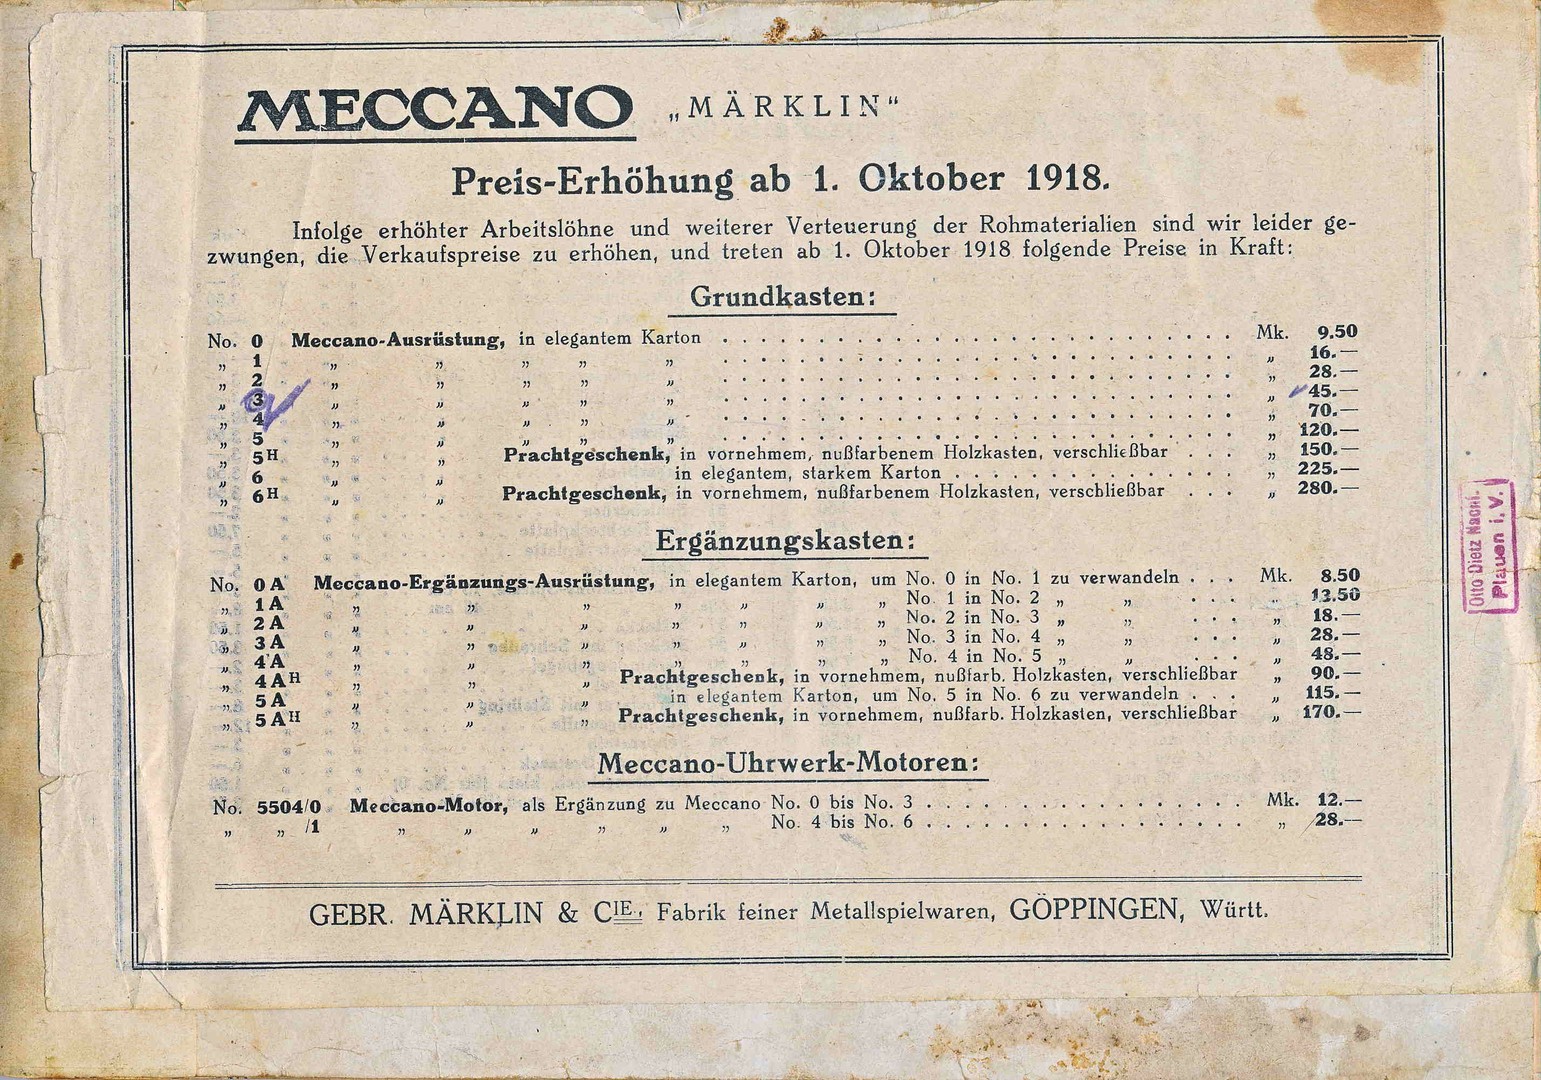 MECCANO „MÄRKLIN“
Preis-Erhöhung ab 1. Oktober 1918.
Infolge erhöhter Arbeitslöhne und weiterer Verteuerung der Rohmaterialien sind wir leider ge-
zwungen, die Verkaufspreise zu erhöhen, und treten ab 1. Oktober 1918 folgende Preise in Kraft:
Grundkasten:
No. 0 Meccano-Ausrüstung, in elegantem Karton . . . . . . . . . . Mk. 9.50
„ 1 „ „ „ „ „ . . . . . . . . . . „ 16.—
„ 2 „ „ „ „ „ . . . . . . . . . . „ 28.—
„ 3 „ „ „ „ „ . . . . . . . . . . „ 45.—
„ 4 „ „ „ „ „ . . . . . . . . . . „ 70.—
„ 5 „ „ „ „ „ . . . . . . . . . . „ 120.—
„ 5H „ „ Prachtgeschenk, in vornehmem, nußfarbenem Holzkasten, verschließbar . . . „ 150.—
„ 6 „ „ in elegantem, starkem Karton . . . . . . . . . . „ 225.—
„ 6H „ „ Prachtgeschenk, in vornehmem, nußfarbenem Holzkasten, verschließbar . . . „ 280.—
Ergänzungskasten:
No. 0A Meccano-Ergänzungs-Ausrüstung, in elegantem Karton, um No. 0 in No. 1 zu verwandeln . . . Mk. 8.50
„ 1A „ „ „ „ „ „ „ No 1 in No. 2 „ „ . . . „ 13.50
„ 2A „ „ „ „ „ „ „ No. 2 in No. 3 „ „ . . . „ 18.—
„ 3A „ „ „ „ „ „ „ No. 3 in No. 4 „ „ . . . „ 28.—
„ 4A „ „ „ „ „ „ „ No. 4 in No. 5 „ „ . . . „ 48.—
„ 4AH „ „ „ Prachtgeschenk, in vornehmem, nußfarb. Holzkasten, verschließbar „ 90.—
„ 5A „ „ „ in elegantem Karton, um No. 5 in No. 6 zu verwandeln . . . „ 115.—
„ 5AH „ „ „ Prachtgeschenk, in vornehmem, nußfarb. Holzkasten, verschließbar „ 170.—
Meccano-Uhrwerk-Motoren:
No. 5504/0 Meccano-Motor, als Ergänzung zu Meccano No. 0 bis No. 3 . . . . . . . . . . Mk. 12.—
„ „ /1 „ „ „ „ „ „ No. 4 bis No. 6 . . . . . . . . . . „ 28.—
GEBR. MÄRKLIN & CIE., Fabrik feiner Metallspielwaren, GÖPPINGEN, Württ.
Otto Dietz Nachf.
Plauen i. V.